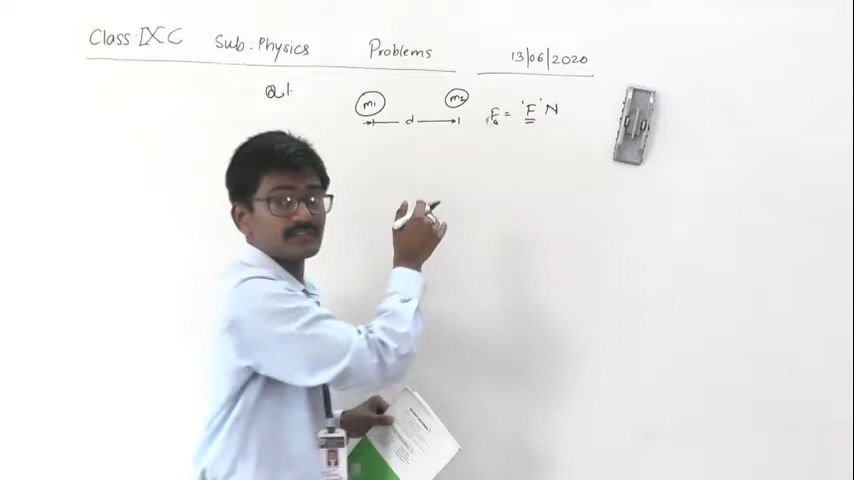 Class: IX C Sub. Physics Problems 13/06/2020
Q1.
m1 m2 F = 'F' N
d